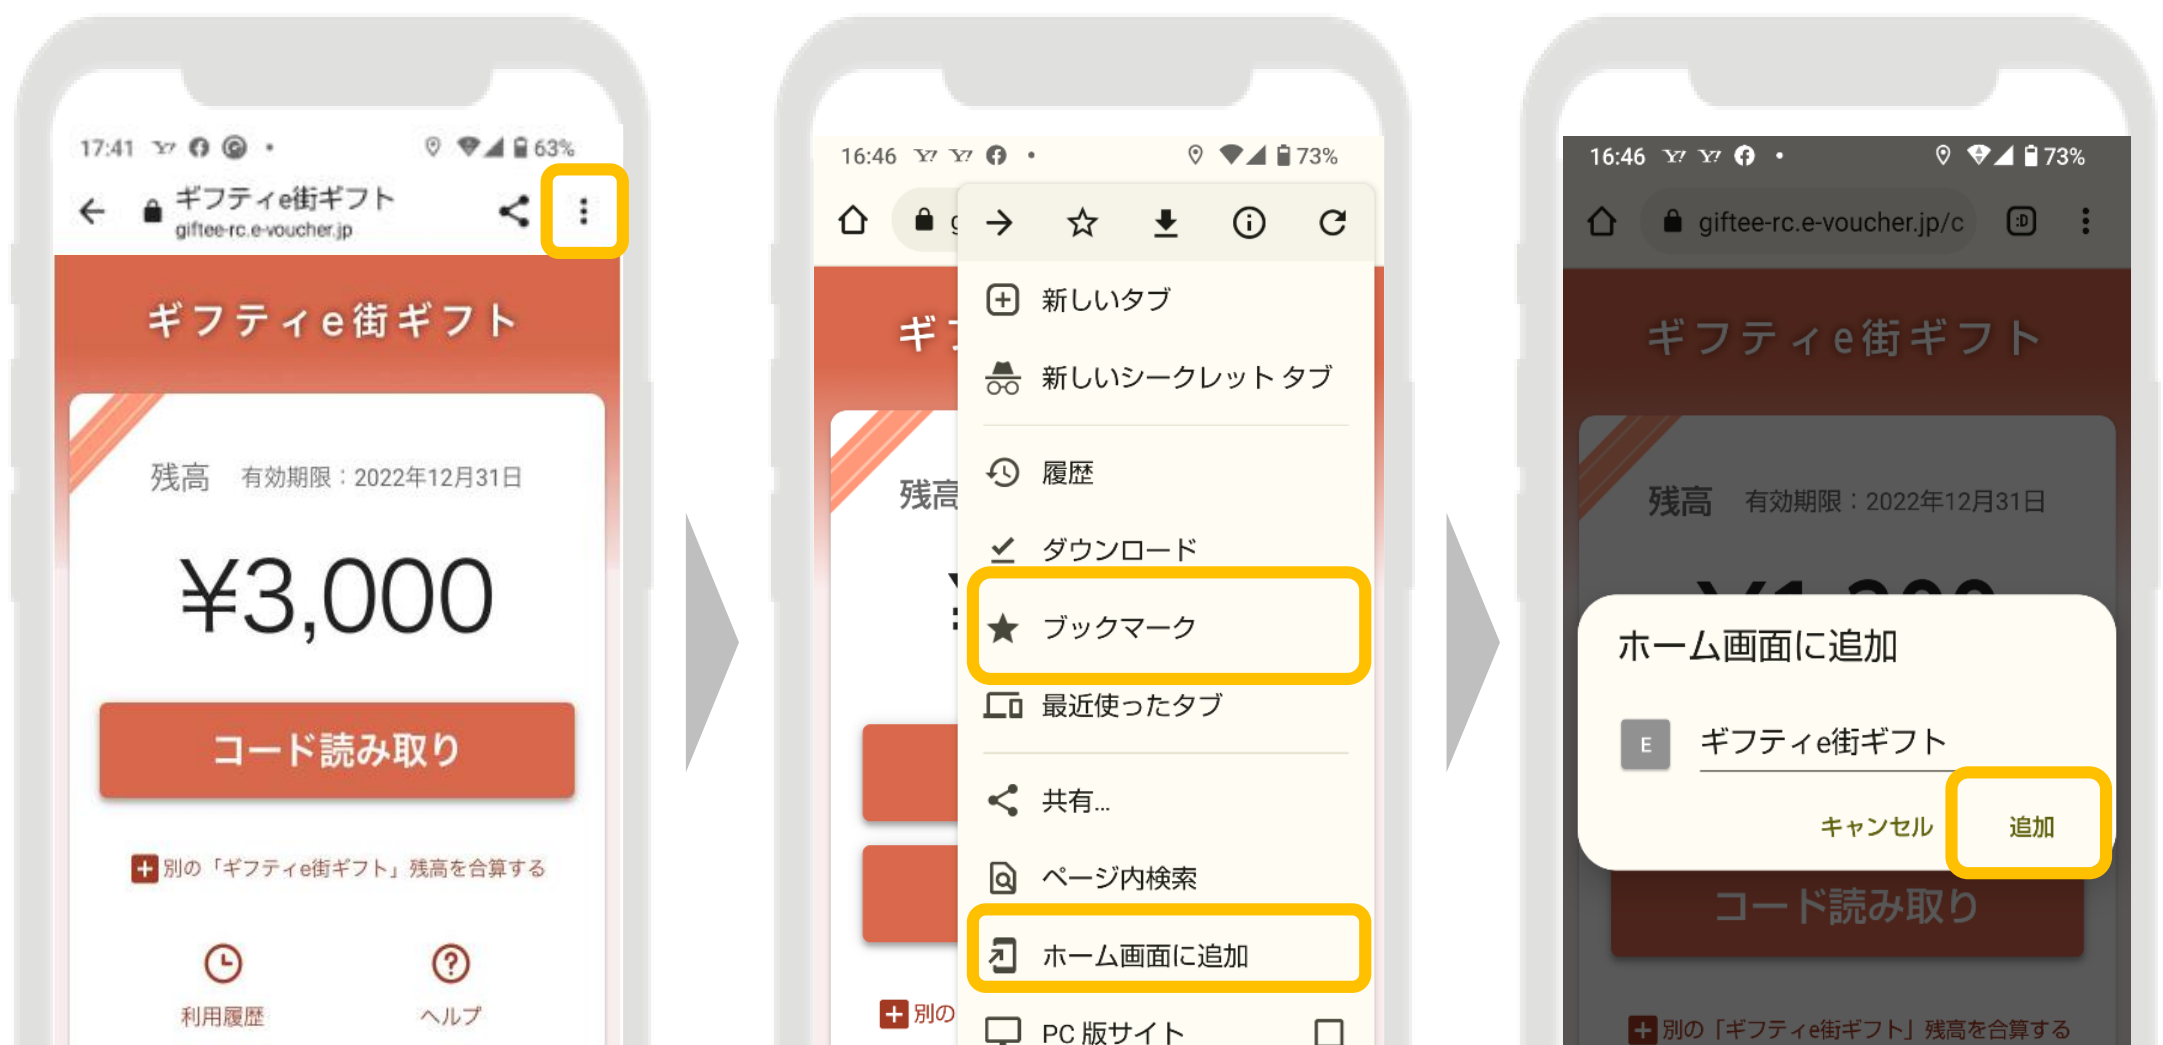 17:41
63%
ギフティe街ギフト
giftee-rc.e-voucher.jp
ギフティe街ギフト
残高 有効期限：2022年12月31日
¥3,000
コード読み取り
別の「ギフティe街ギフト」残高を合算する
利用履歴 ヘルプ
16:46
73%
新しいタブ
新しいシークレット タブ
履歴
ダウンロード
ブックマーク
最近使ったタブ
共有...
ページ内検索
ホーム画面に追加
PC 版サイト
ギフ
残高
別の
16:46
73%
giftee-rc.e-voucher.jp/c
ギフティe街ギフト
残高 有効期限：2022年12月31日
ホーム画面に追加
E ギフティe街ギフト
キャンセル 追加
コード読み取り
別の「ギフティe街ギフト」残高を合算する